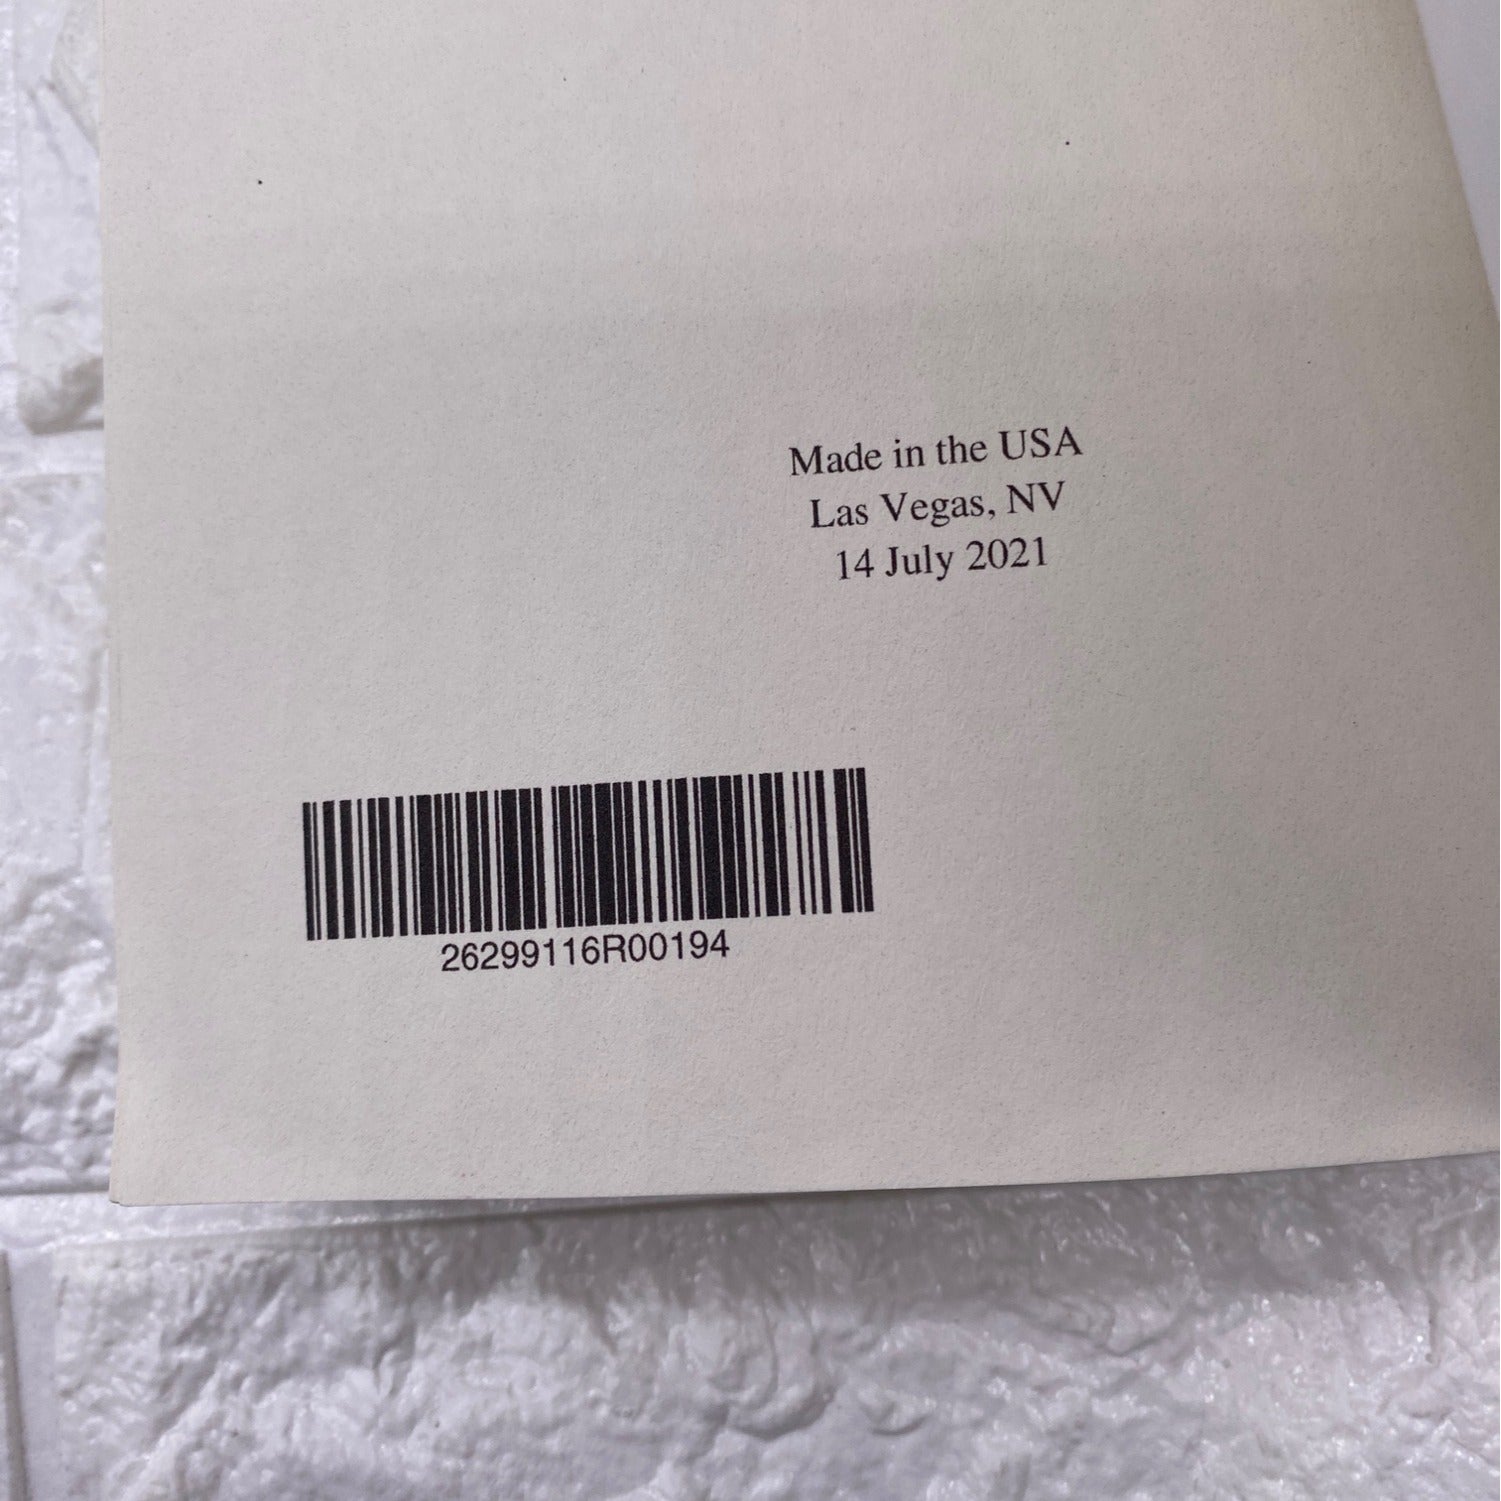 Made in the USA
Las Vegas, NV
14 July 2021
26299116R00194